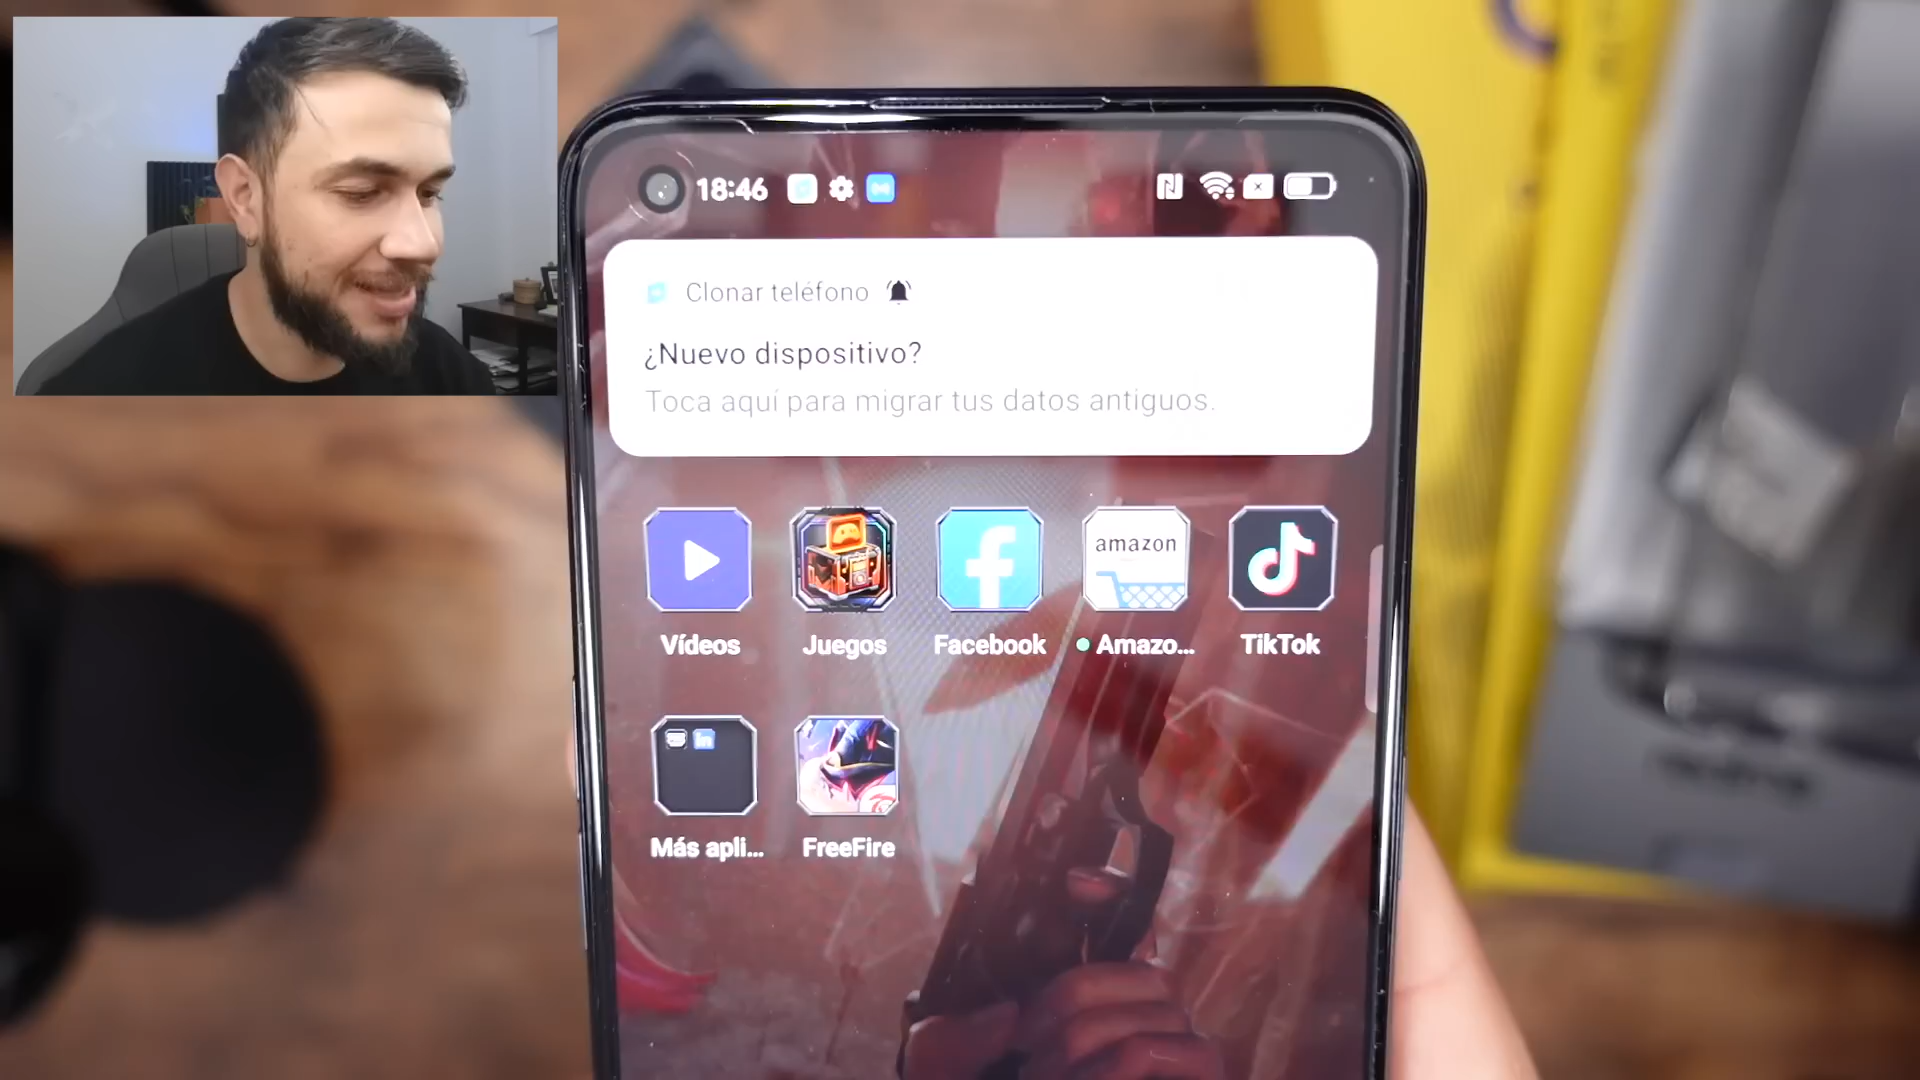 18:46
Clonar teléfono
¿Nuevo dispositivo?
Toca aquí para migrar tus datos antiguos.
amazon
Vídeos
Juegos
Facebook
Amazo...
TikTok
in
Más apli...
FreeFire